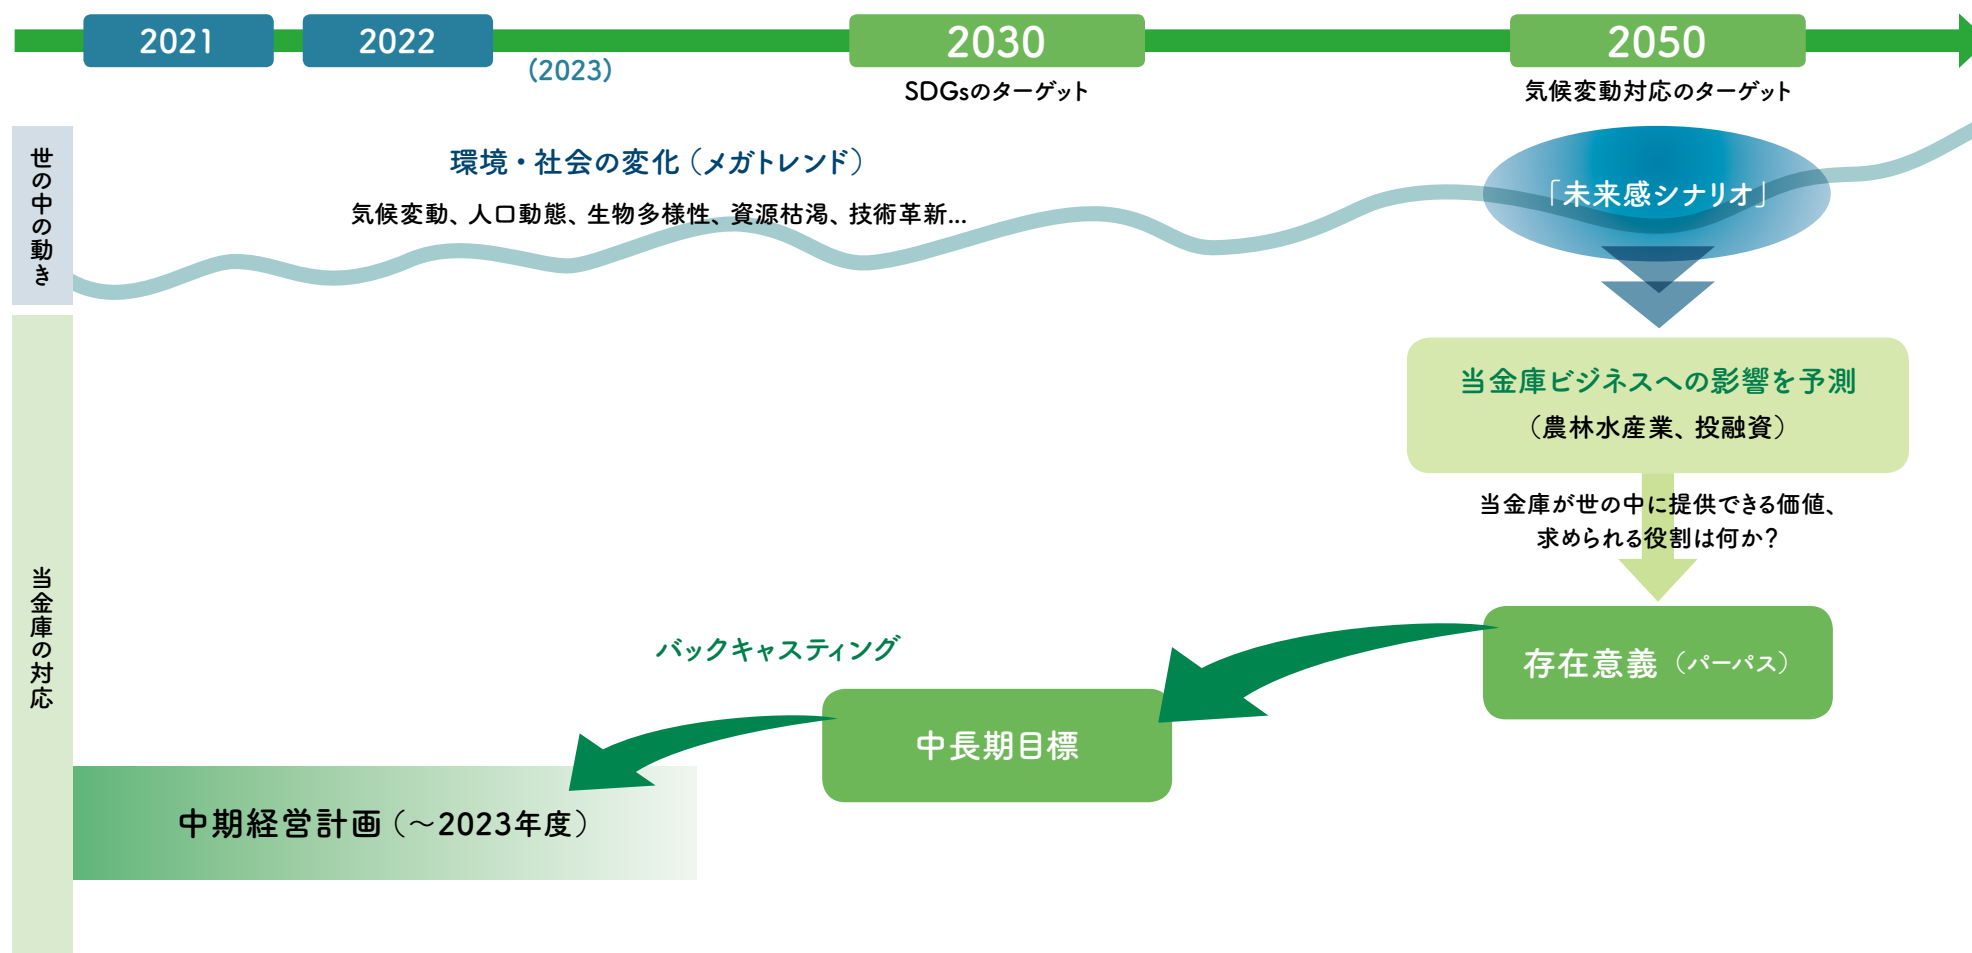 2021
2022
(2023)
2030
SDGsのターゲット
2050
気候変動対応のターゲット
世の中の動き
環境・社会の変化（メガトレンド）
気候変動、人口動態、生物多様性、資源枯渇、技術革新...
「未来感シナリオ」
当金庫の対応
当金庫ビジネスへの影響を予測
（農林水産業、投融資）
当金庫が世の中に提供できる価値、
求められる役割は何か？
存在意義（パーパス）
バックキャスティング
中長期目標
中期経営計画（～2023年度）